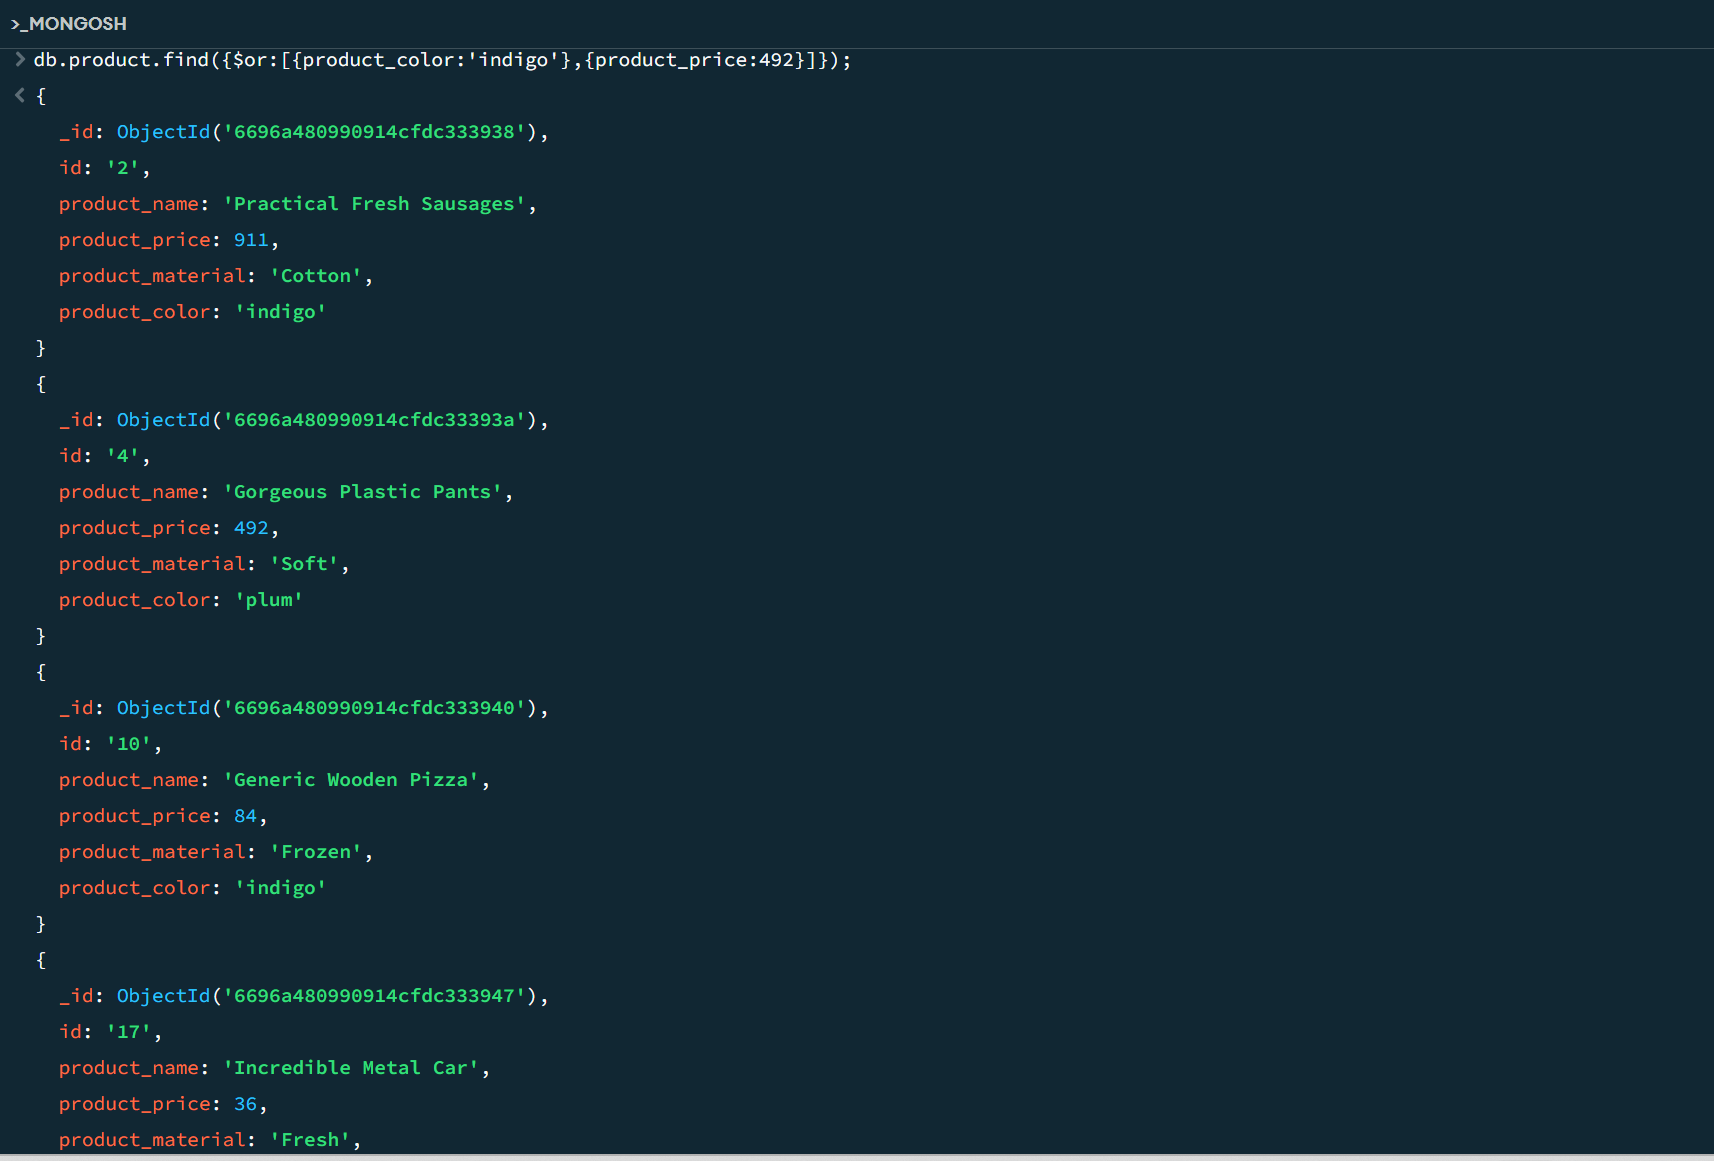 >_MONGOSH
> db.product.find({$or:[{product_color:'indigo'},{product_price:492}]});
< {
_id: ObjectId('6696a480990914cfdc333938'),
id: '2',
product_name: 'Practical Fresh Sausages',
product_price: 911,
product_material: 'Cotton',
product_color: 'indigo'
}
{
_id: ObjectId('6696a480990914cfdc33393a'),
id: '4',
product_name: 'Gorgeous Plastic Pants',
product_price: 492,
product_material: 'Soft',
product_color: 'plum'
}
{
_id: ObjectId('6696a480990914cfdc333940'),
id: '10',
product_name: 'Generic Wooden Pizza',
product_price: 84,
product_material: 'Frozen',
product_color: 'indigo'
}
{
_id: ObjectId('6696a480990914cfdc333947'),
id: '17',
product_name: 'Incredible Metal Car',
product_price: 36,
product_material: 'Fresh',